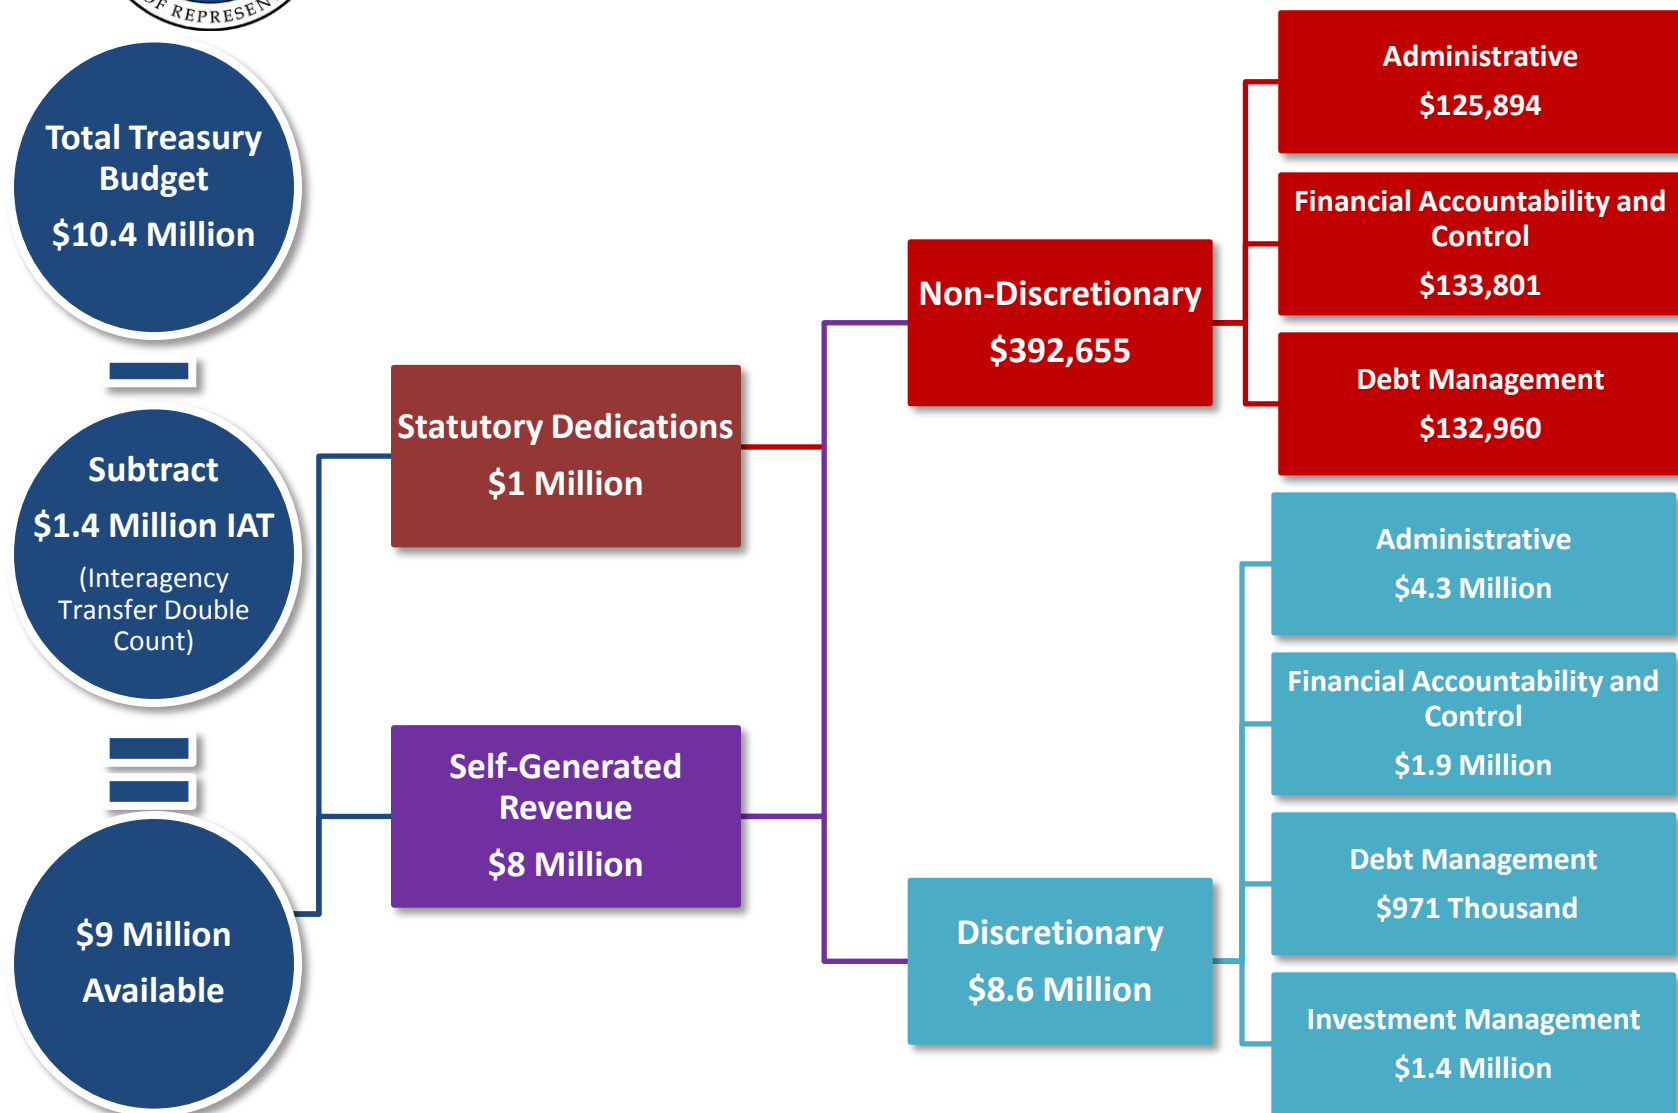 OF REPRESEN
Total Treasury
Budget
$10.4 Million
Subtract
$1.4 Million IAT
(Interagency
Transfer Double
Count)
$9 Million
Available
Statutory Dedications
$1 Million
Self-Generated
Revenue
$8 Million
Non-Discretionary
$392,655
Discretionary
$8.6 Million
Administrative
$125,894
Financial Accountability and
Control
$133,801
Debt Management
$132,960
Administrative
$4.3 Million
Financial Accountability and
Control
$1.9 Million
Debt Management
$971 Thousand
Investment Management
$1.4 Million